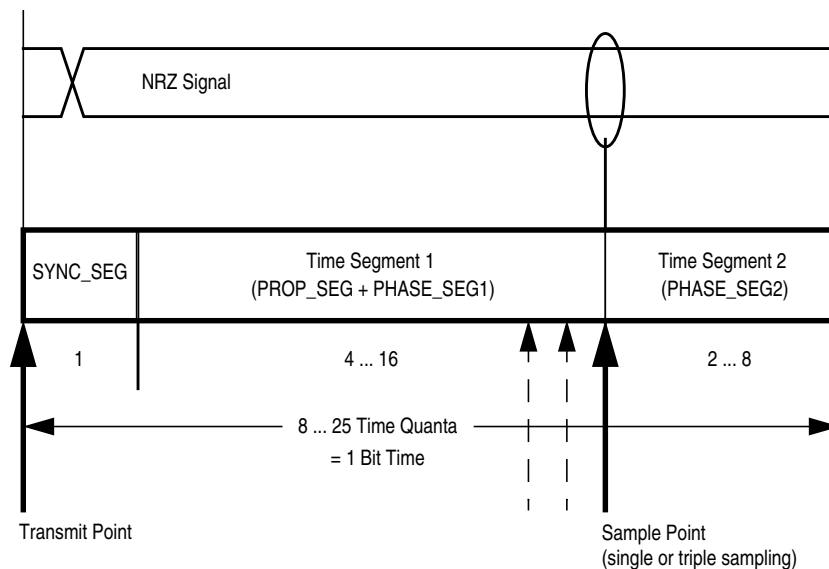 NRZ Signal
SYNC_SEG
Time Segment 1
(PROP_SEG + PHASE_SEG1)
Time Segment 2
(PHASE_SEG2)
1
4 ... 16
2 ... 8
8 ... 25 Time Quanta
= 1 Bit Time
Transmit Point
Sample Point
(single or triple sampling)